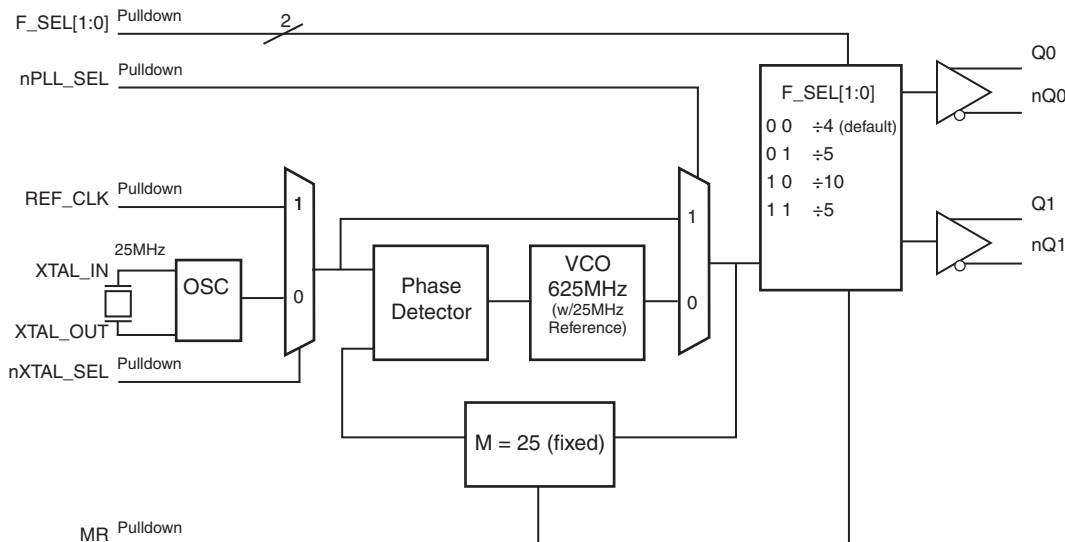 F_SEL[1:0] Pulldown
2
nPLL_SEL Pulldown
REF_CLK Pulldown
25MHz
XTAL_IN
OSC
XTAL_OUT
nXTAL_SEL Pulldown
1
0
Phase
Detector
VCO
625MHz
(w/25MHz
Reference)
1
0
M = 25 (fixed)
MR Pulldown
F_SEL[1:0]
0 0 ÷4 (default)
0 1 ÷5
1 0 ÷10
1 1 ÷5
Q0
nQ0
Q1
nQ1